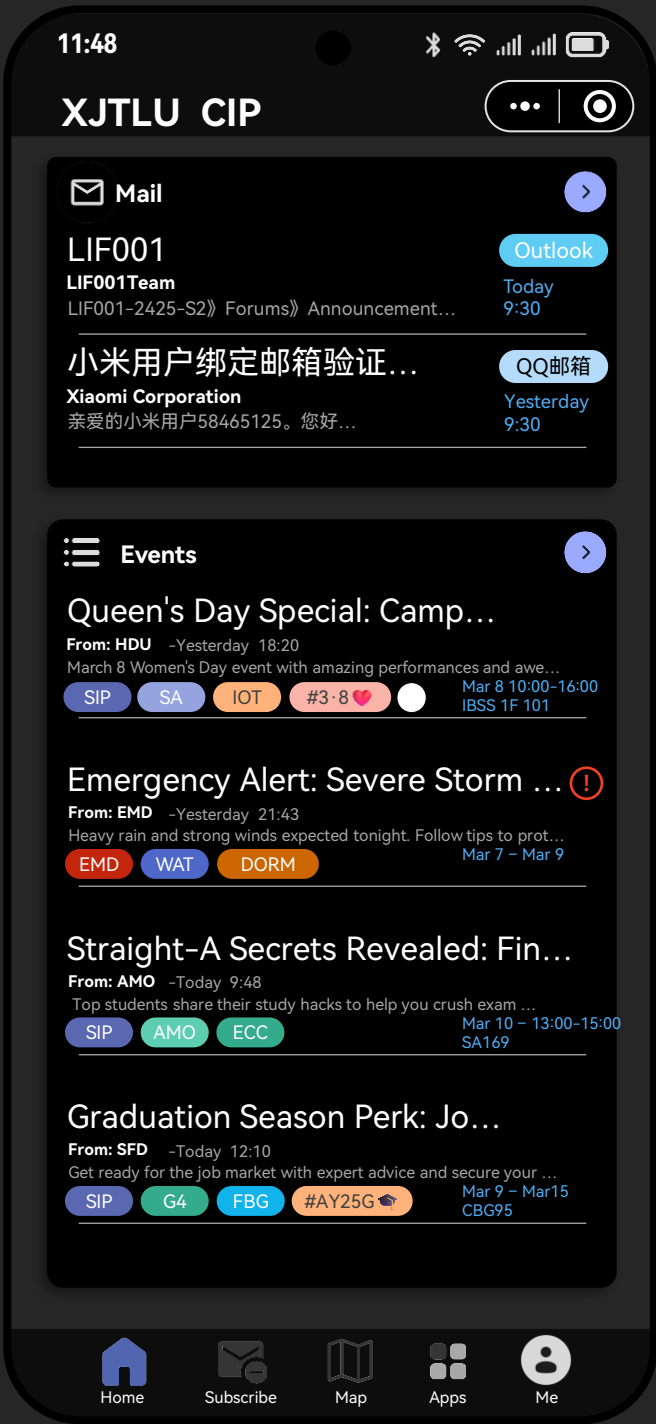 11:48
XJTLU CIP
Mail
LIF001
Outlook
LIF001Team
Today
LIF001-2425-S2》Forums》Announcement...
9:30
小米用户绑定邮箱验证...
QQ邮箱
Xiaomi Corporation
Yesterday
亲爱的小米用户58465125。您好...
9:30
Events
Queen's Day Special: Camp...
From: HDU -Yesterday 18:20
March 8 Women's Day event with amazing performances and awe...
SIP SA IOT #3·8💗
Mar 8 10:00-16:00
IBSS 1F 101
Emergency Alert: Severe Storm ...
From: EMD -Yesterday 21:43
Heavy rain and strong winds expected tonight. Follow tips to prot...
EMD WAT DORM
Mar 7 - Mar 9
Straight-A Secrets Revealed: Fin...
From: AMO -Today 9:48
Top students share their study hacks to help you crush exam ...
SIP AMO ECC
Mar 10 - 13:00-15:00
SA169
Graduation Season Perk: Jo...
From: SFD -Today 12:10
Get ready for the job market with expert advice and secure your ...
SIP G4 FBG #AY25G🎓
Mar 9 - Mar15
CBG95
Home Subscribe Map Apps Me